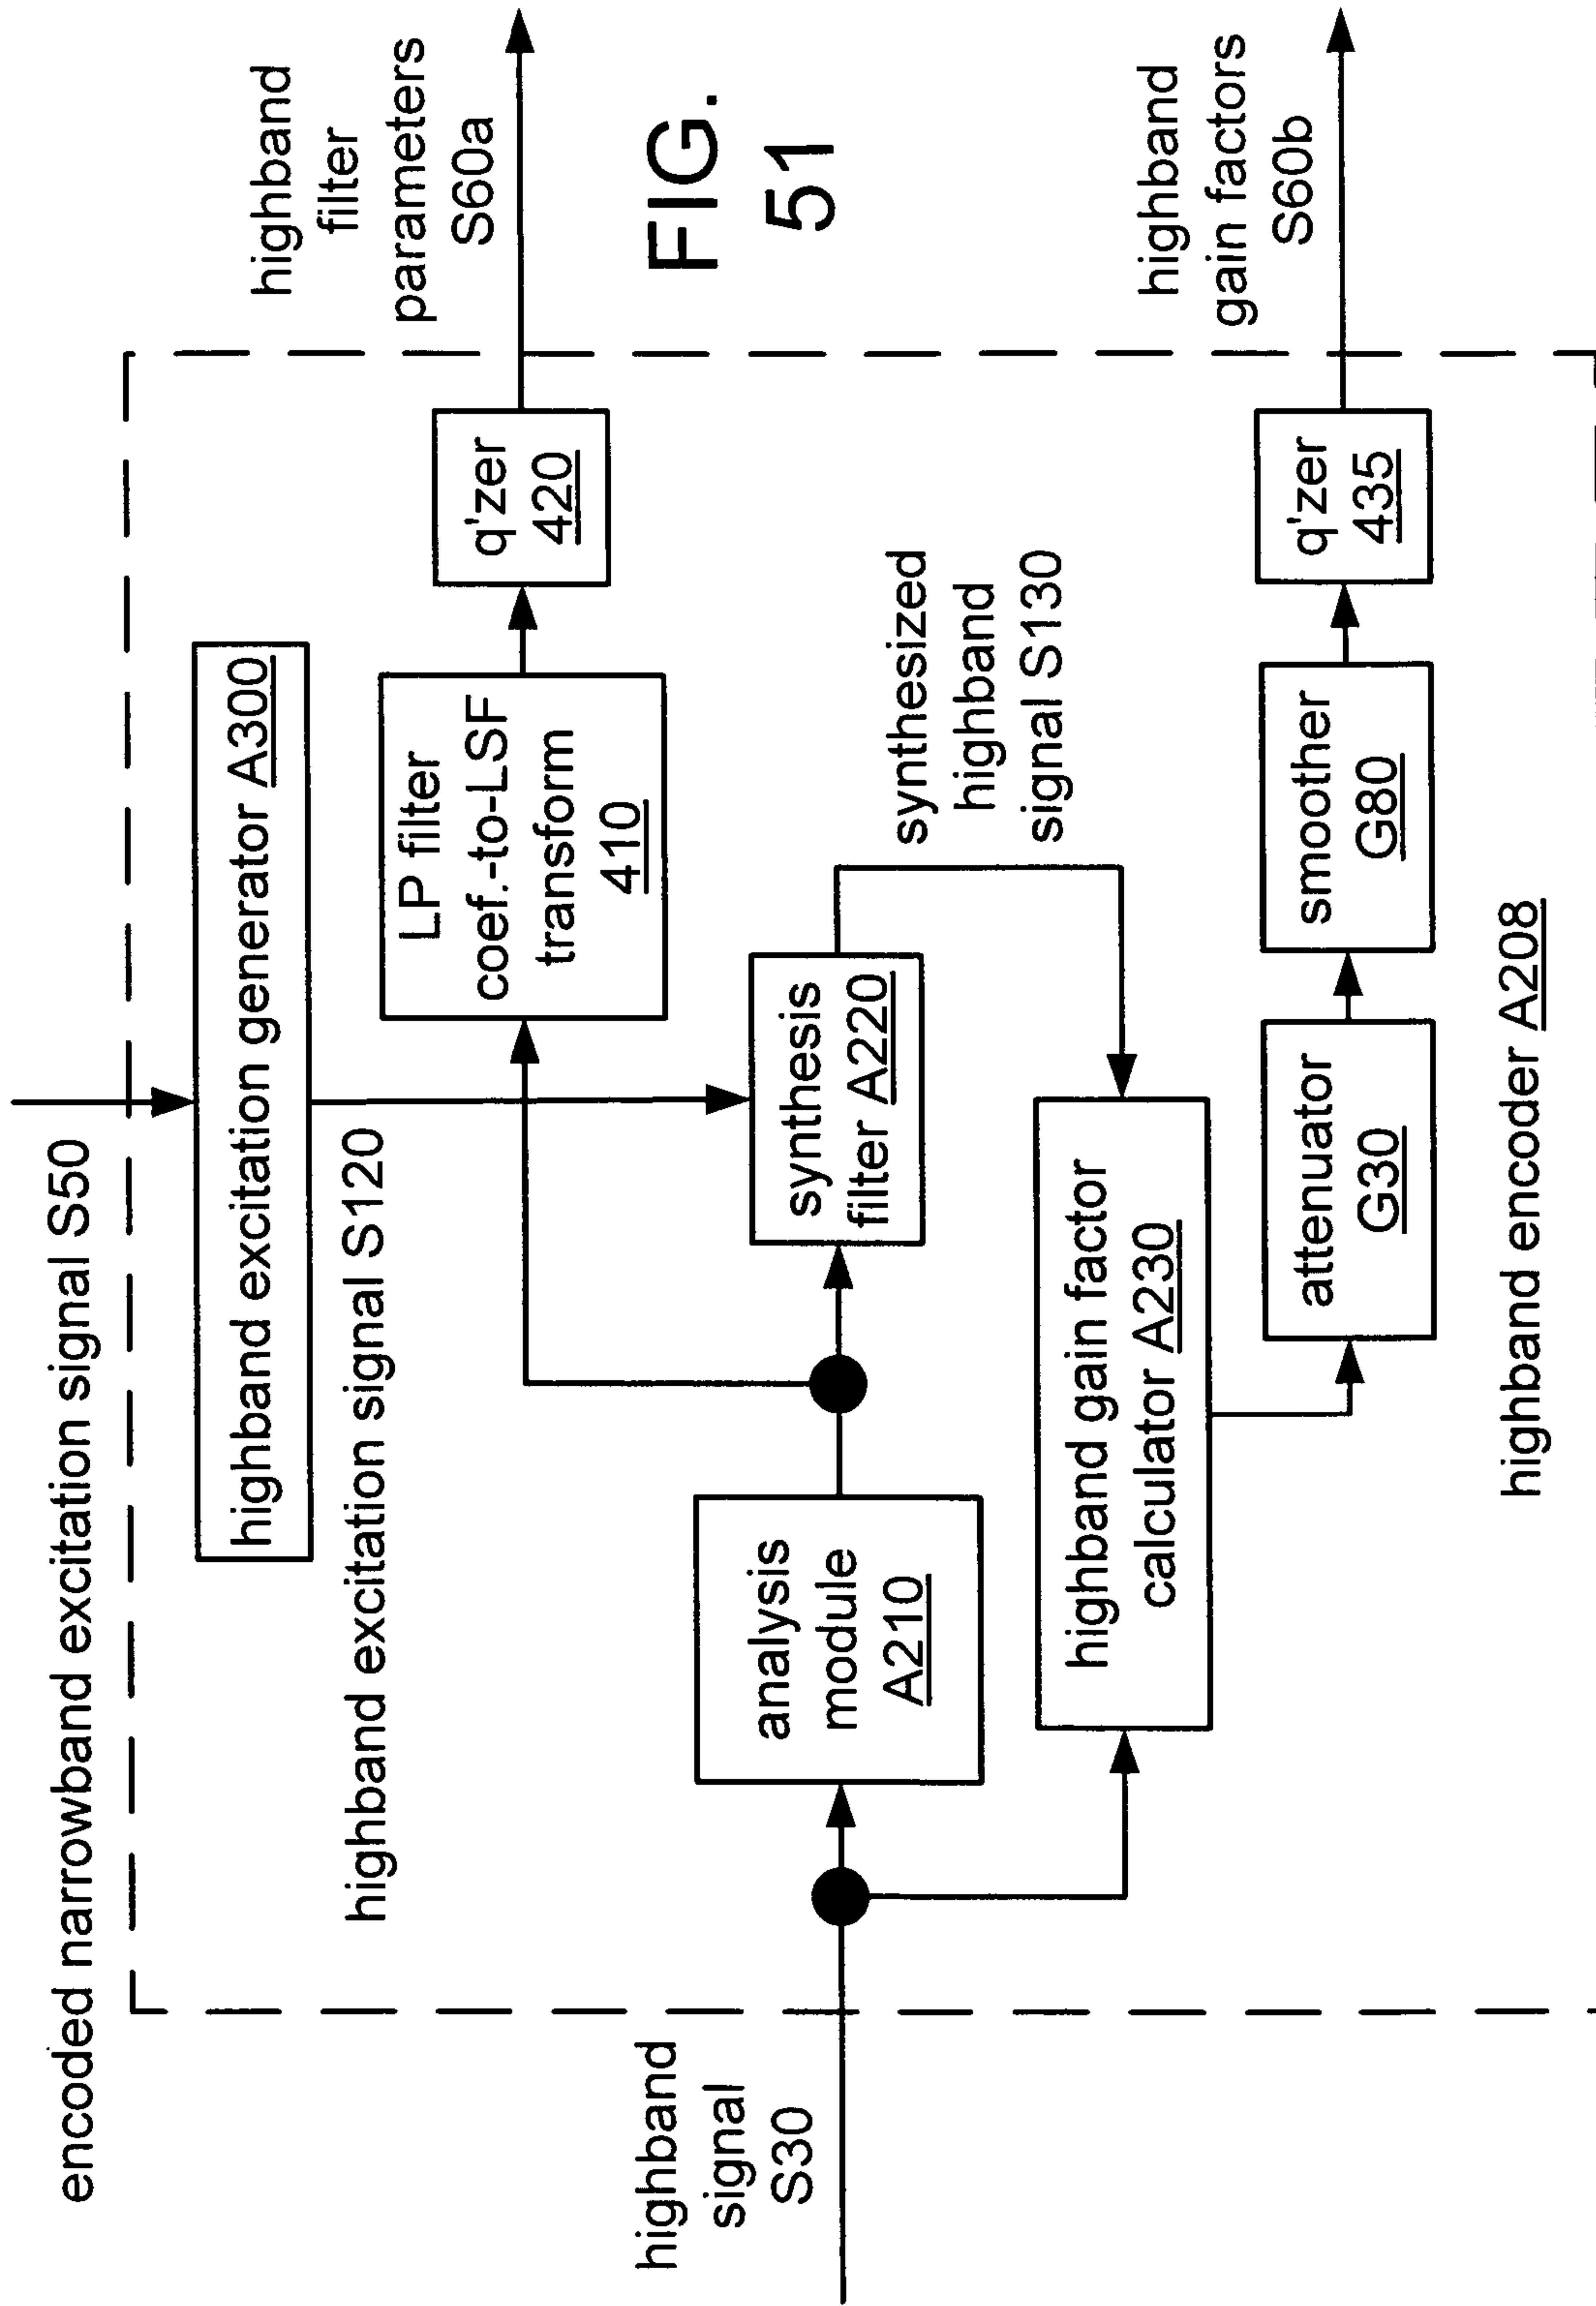 encoded narrowband excitation signal S50
highband excitation generator A300
highband excitation signal S120
highband
filter
parameters
S60a
LP filter
coef.-to-LSF
transform
410
q'zer
420
FIG.
51
highband
signal
S30
analysis
module
A210
synthesis
filter A220
synthesized
highband
signal S130
highband gain factor
calculator A230
attenuator
G30
smoother
G80
q'zer
435
highband
gain factors
S60b
highband encoder A208